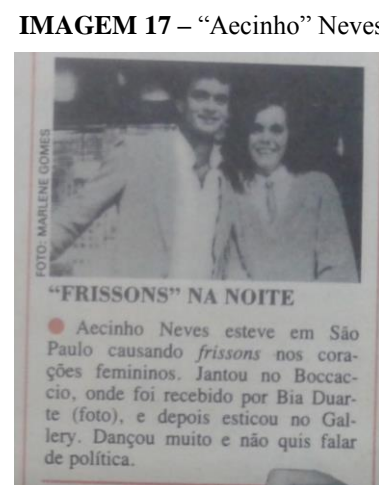 IMAGEM 17 – “Aecinho” Neves
FOTO: MARLENE GOMES
“FRISSONS” NA NOITE
Aecinho Neves esteve em São
Paulo causando frissons nos cora-
ções femininos. Jantou no Boccac-
cio, onde foi recebido por Bia Duar-
te (foto), e depois esticou no Gal-
lery. Dançou muito e não quis falar
de política.